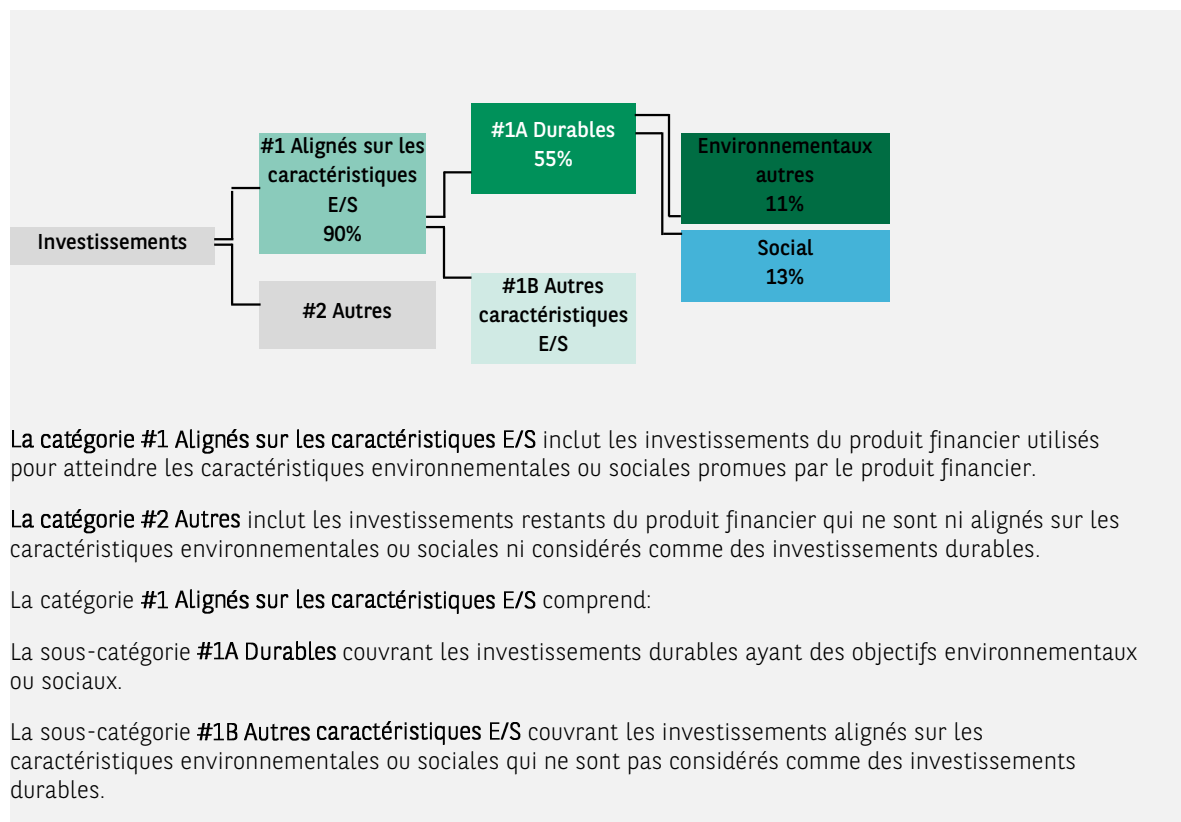 #1A Durables
55%
#1 Alignés sur les
caractéristiques
E/S
90%
Environnementaux
autres
11%
Investissements
Social
13%
#2 Autres
#1B Autres
caractéristiques
E/S
La catégorie #1 Alignés sur les caractéristiques E/S inclut les investissements du produit financier utilisés
pour atteindre les caractéristiques environnementales ou sociales promues par le produit financier.
La catégorie #2 Autres inclut les investissements restants du produit financier qui ne sont ni alignés sur les
caractéristiques environnementales ou sociales ni considérés comme des investissements durables.
La catégorie #1 Alignés sur les caractéristiques E/S comprend:
La sous-catégorie #1A Durables couvrant les investissements durables ayant des objectifs environnementaux
ou sociaux.
La sous-catégorie #1B Autres caractéristiques E/S couvrant les investissements alignés sur les
caractéristiques environnementales ou sociales qui ne sont pas considérés comme des investissements
durables.